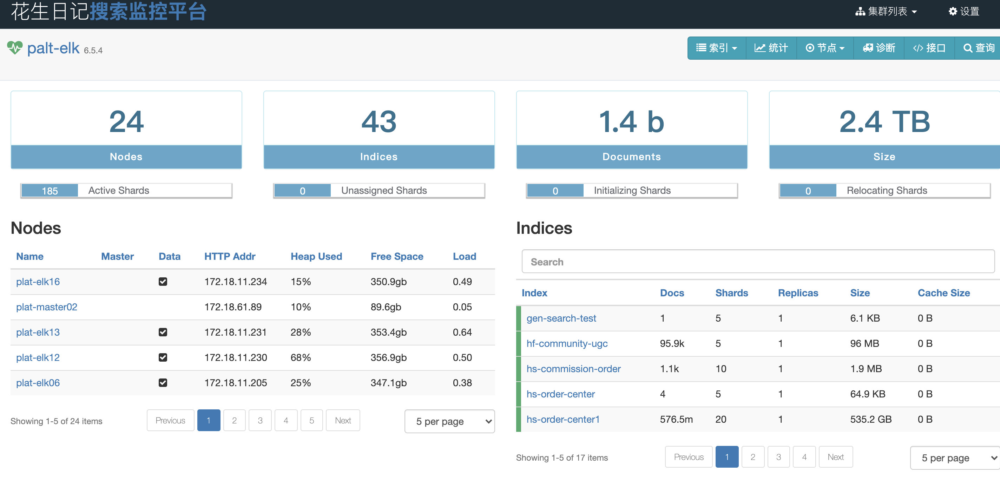 花生日记搜索监控平台 集群列表 设置
palt-elk 6.5.4 索引 统计 节点 诊断 </> 接口 查询
24 43 1.4 b 2.4 TB
Nodes Indices Documents Size
185 Active Shards 0 Unassigned Shards 0 Initializing Shards 0 Relocating Shards
Nodes
Name Master Data HTTP Addr Heap Used Free Space Load
plat-elk16 172.18.11.234 15% 350.9gb 0.49
plat-master02 172.18.61.89 10% 89.6gb 0.05
plat-elk13 172.18.11.231 28% 353.4gb 0.64
plat-elk12 172.18.11.230 68% 356.9gb 0.50
plat-elk06 172.18.11.205 25% 347.1gb 0.38
Showing 1-5 of 24 items Previous 1 2 3 4 5 Next 5 per page
Indices
Search
Index Docs Shards Replicas Size Cache Size
gen-search-test 1 5 1 6.1 KB 0 B
hf-community-ugc 95.9k 5 1 96 MB 0 B
hs-commission-order 1.1k 10 1 1.9 MB 0 B
hs-order-center 4 5 1 64.9 KB 0 B
hs-order-center1 576.5m 20 1 535.2 GB 0 B
Showing 1-5 of 17 items Previous 1 2 3 4 Next 5 per page